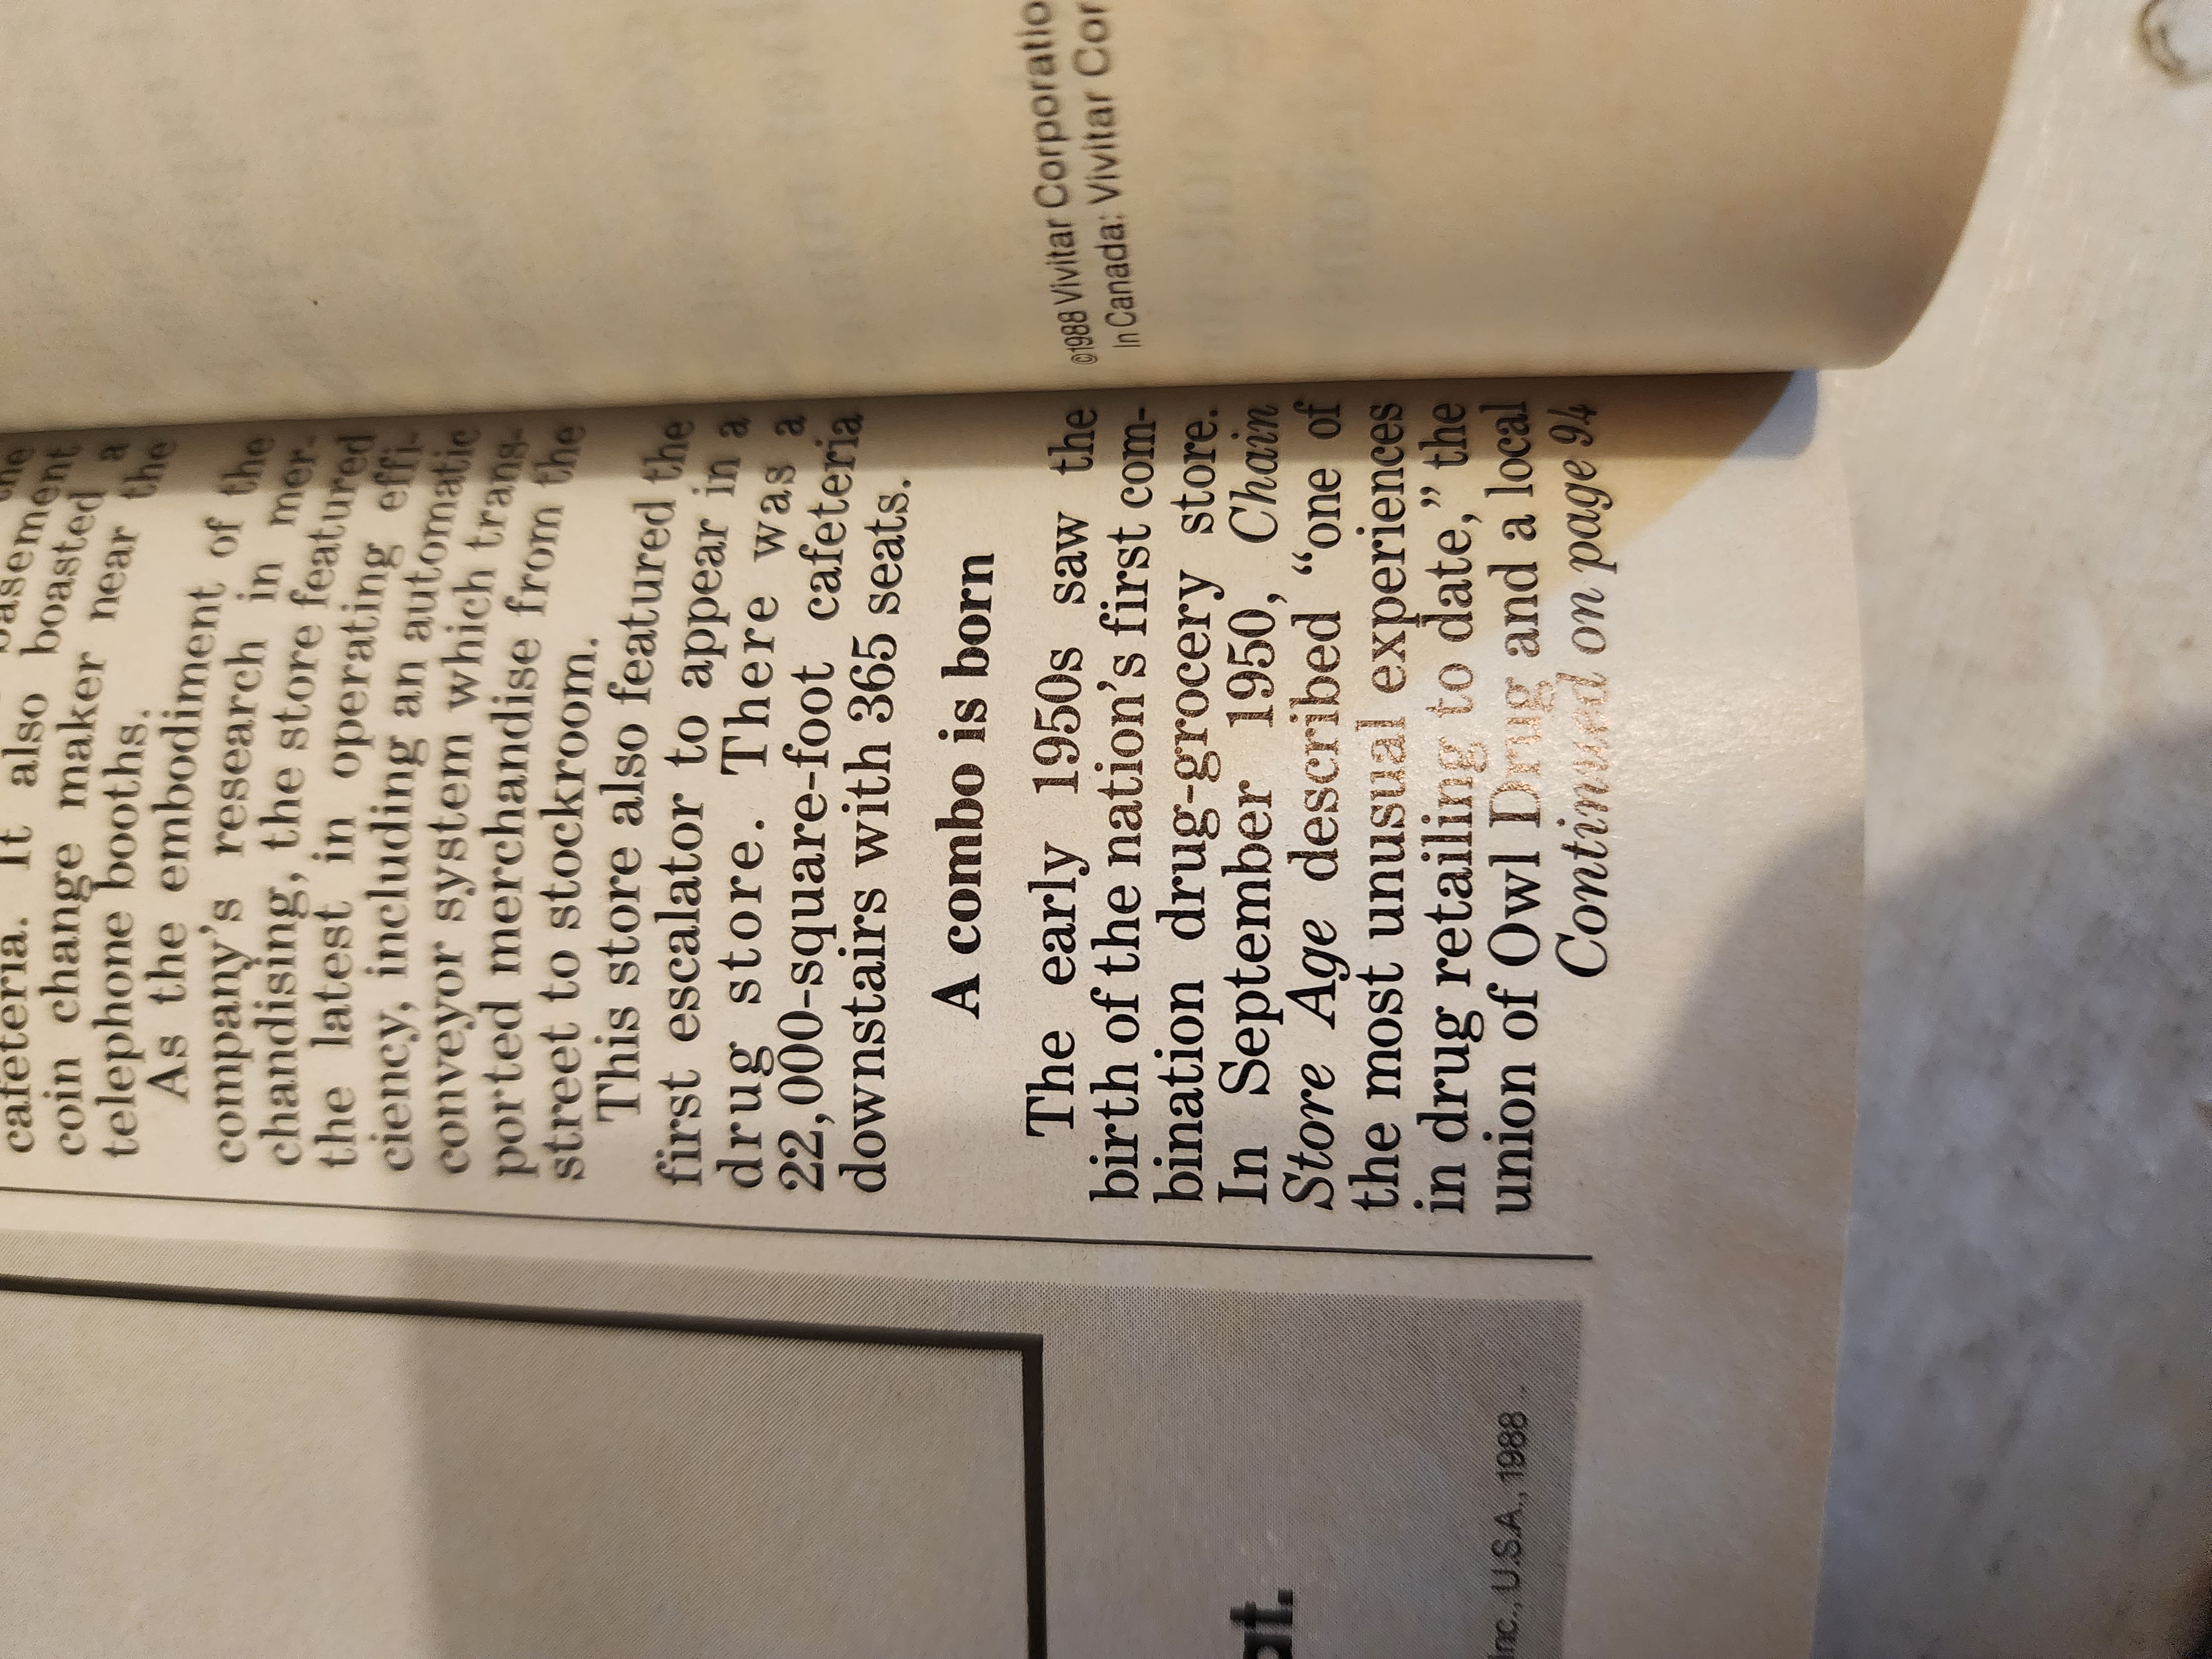 cafeteria. It also boasted a
coin change maker near the
telephone booths.
As the embodiment of the
company's research in mer-
chandising, the store featured
the latest in operating effi-
ciency, including an automatic
conveyor system which trans-
ported merchandise from the
street to stockroom.
This store also featured the
first escalator to appear in a
drug store. There was a
22,000-square-foot cafeteria
downstairs with 365 seats.
A combo is born
The early 1950s saw the
birth of the nation's first com-
bination drug-grocery store.
In September 1950, Chain
Store Age described "one of
the most unusual experiences
in drug retailing to date," the
union of Owl Drug and a local
Continued on page 94
©1988 Vivitar Corporatio
In Canada: Vivitar Cor
Inc., U.S.A., 1988